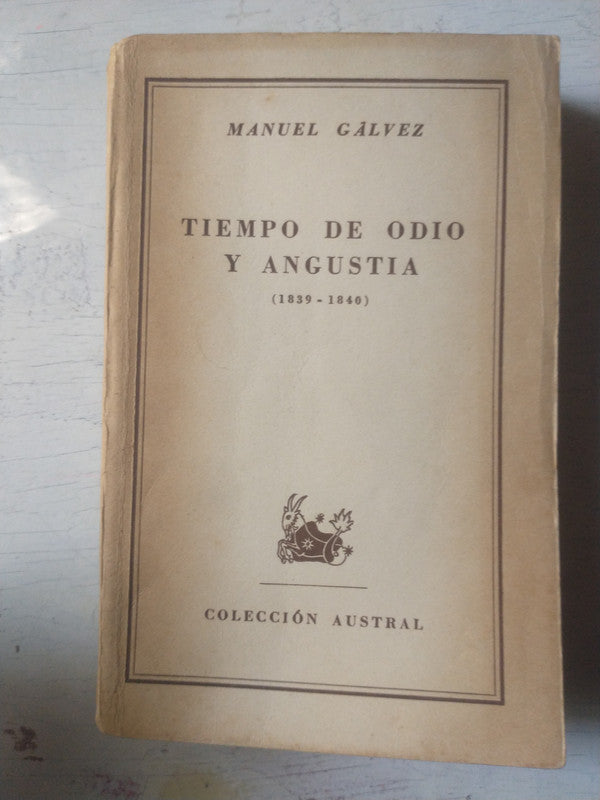 MANUEL GÁLVEZ
TIEMPO DE ODIO
Y ANGUSTIA
(1839 - 1840)
COLECCIÓN AUSTRAL